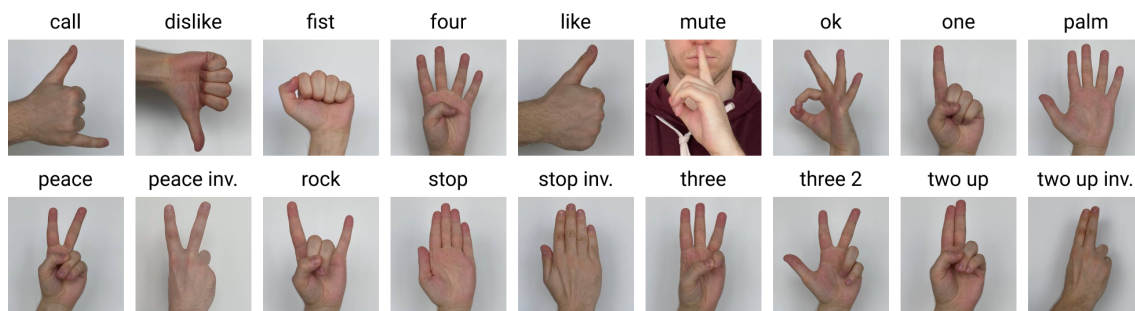 call dislike fist four like mute ok one palm
peace peace inv. rock stop stop inv. three three 2 two up two up inv.